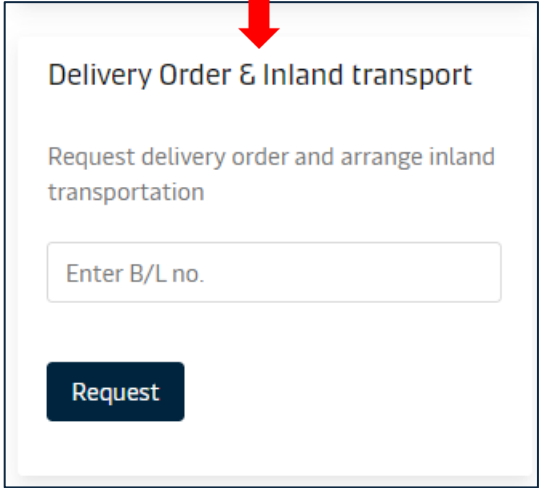 Delivery Order & Inland transport
Request delivery order and arrange inland
transportation
Enter B/L no.
Request